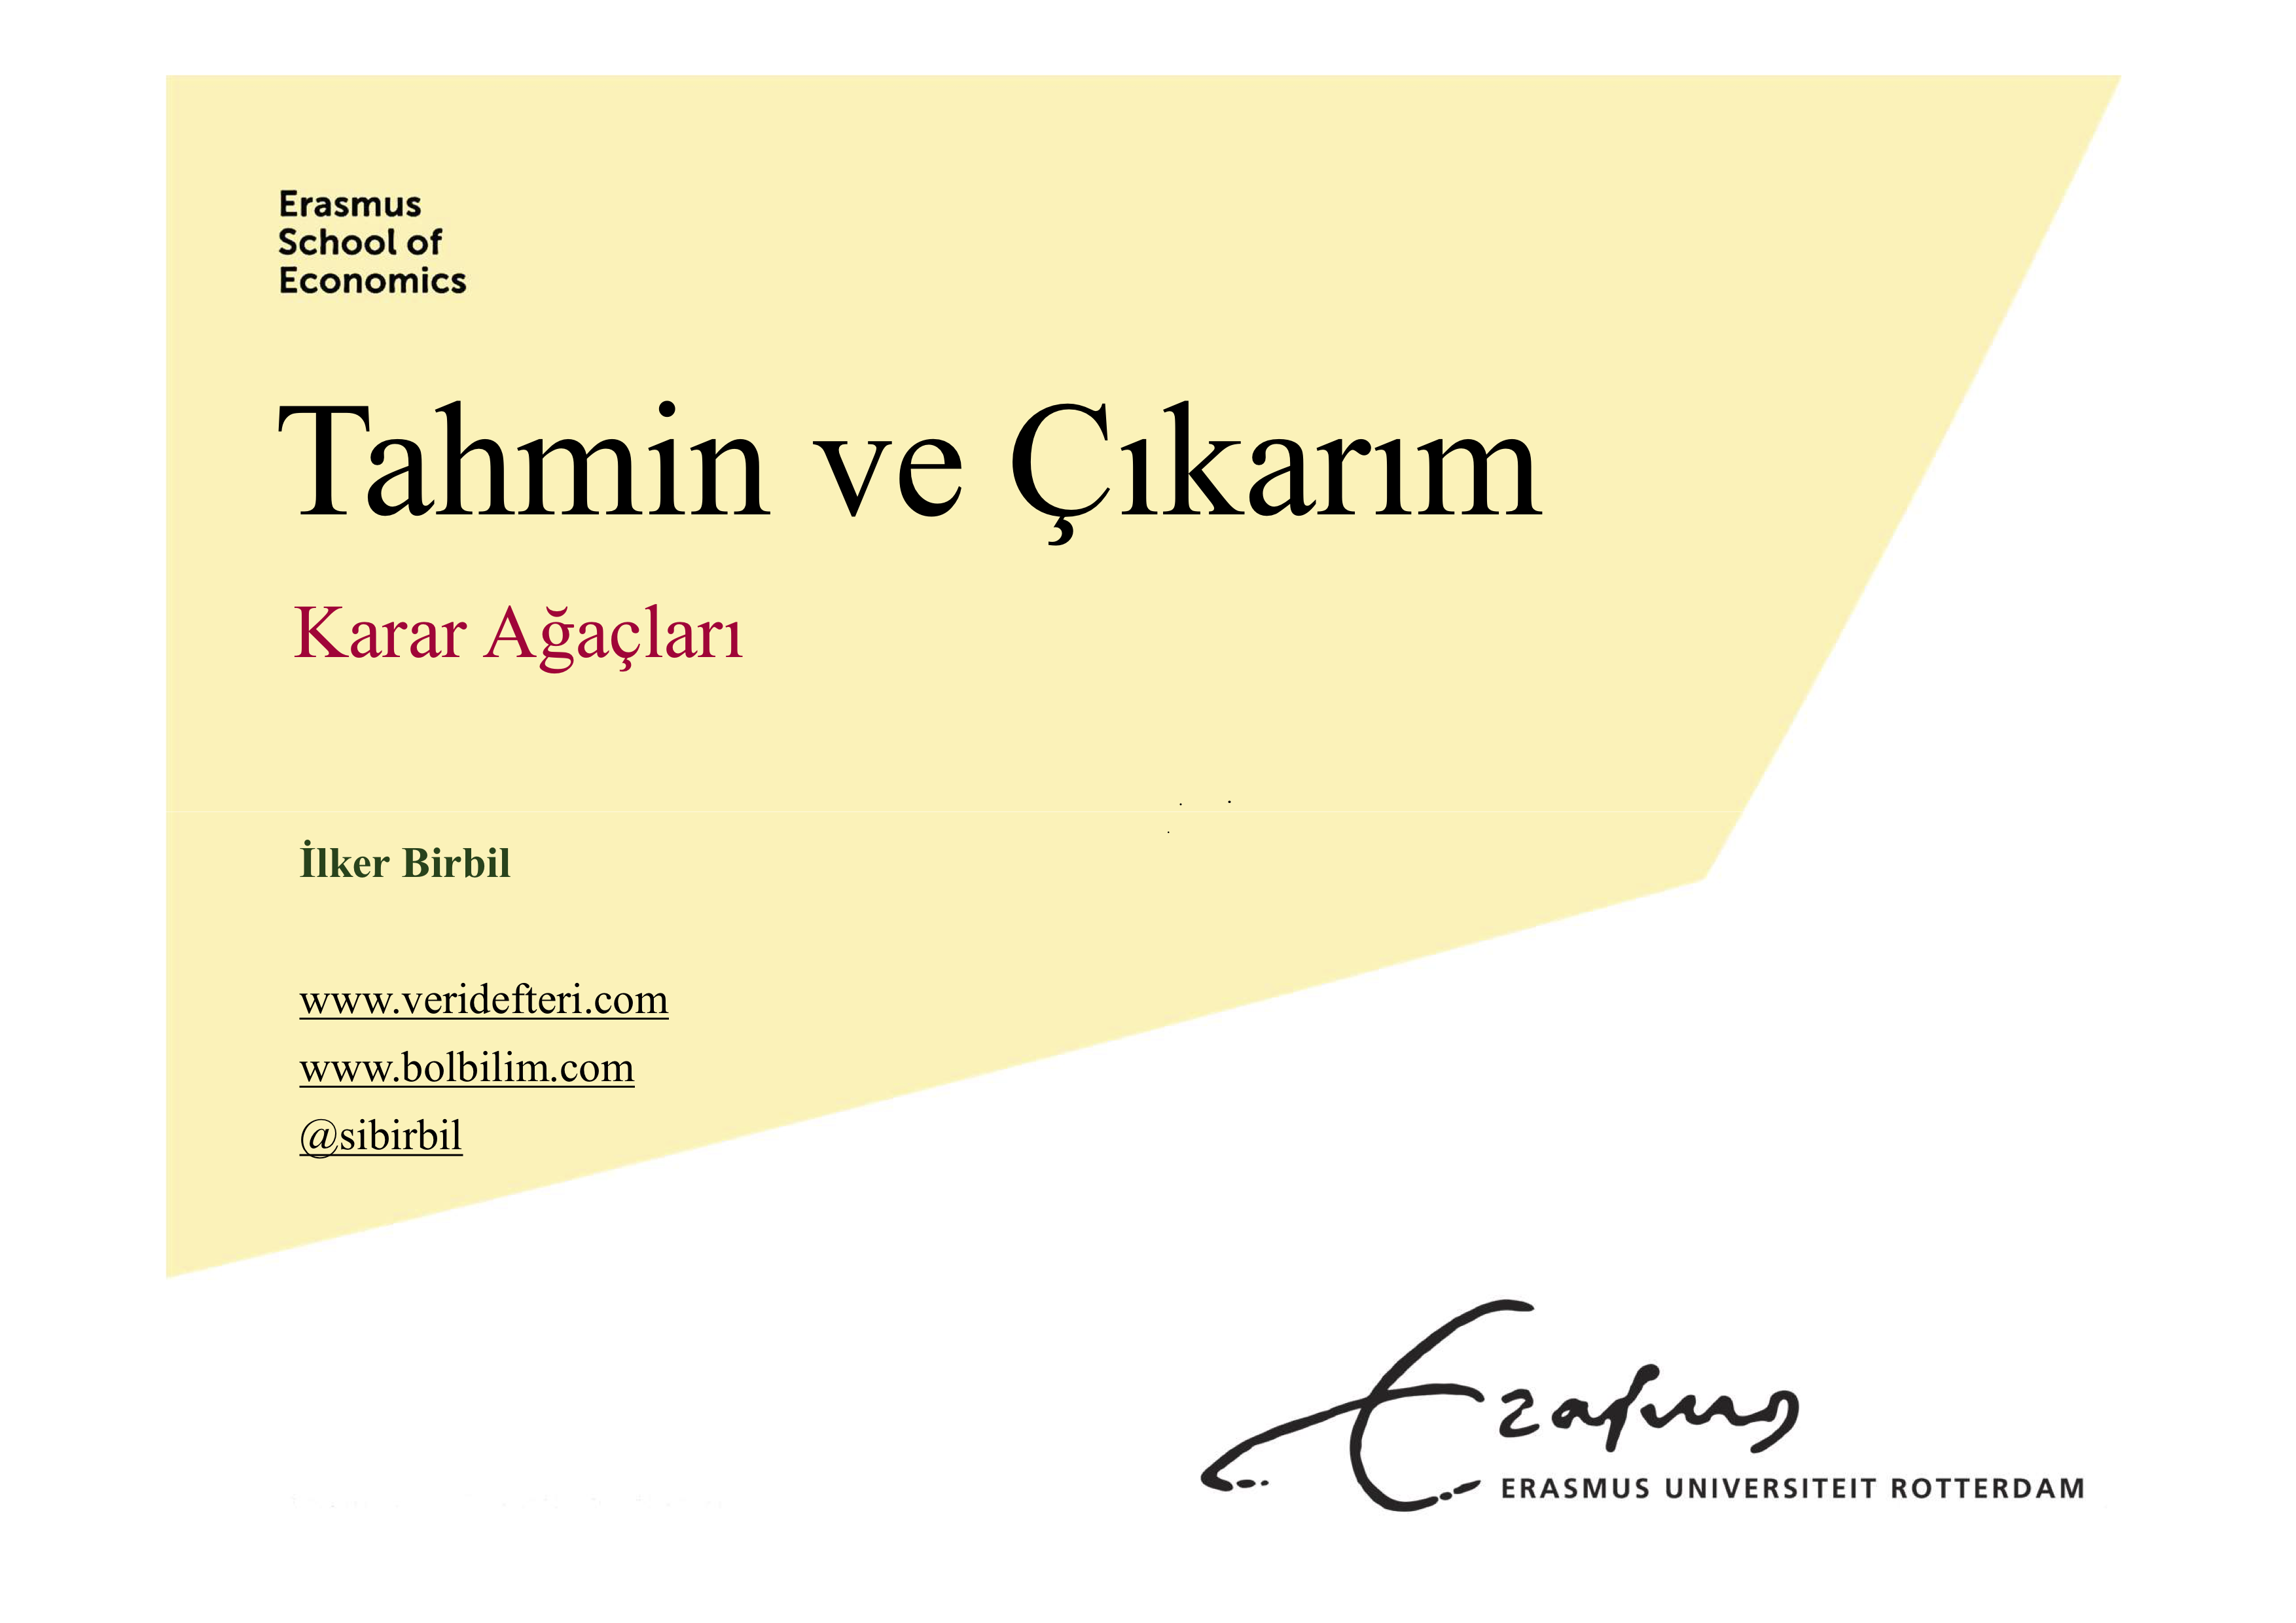 Erasmus
School of
Economics
Tahmin ve Çıkarım
Karar Ağaçları
İlker Birbil
www.veridefteri.com
www.bolbilim.com
@sibirbil
Erasmus
ERASMUS UNIVERSITEIT ROTTERDAM